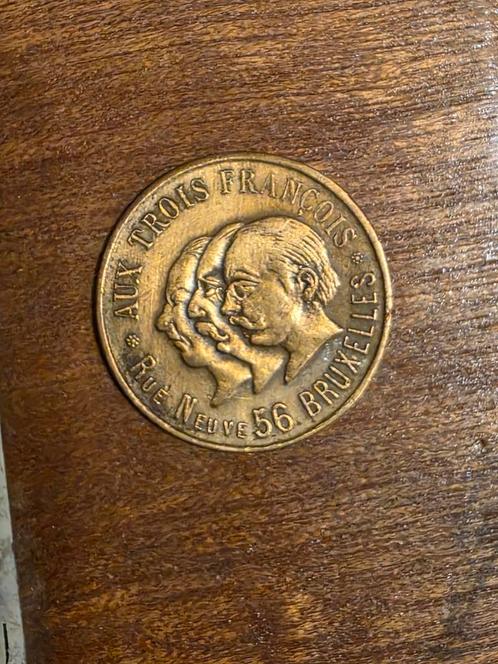 AUX TROIS FRANÇOIS
RUE NEUVE 56 BRUXELLES